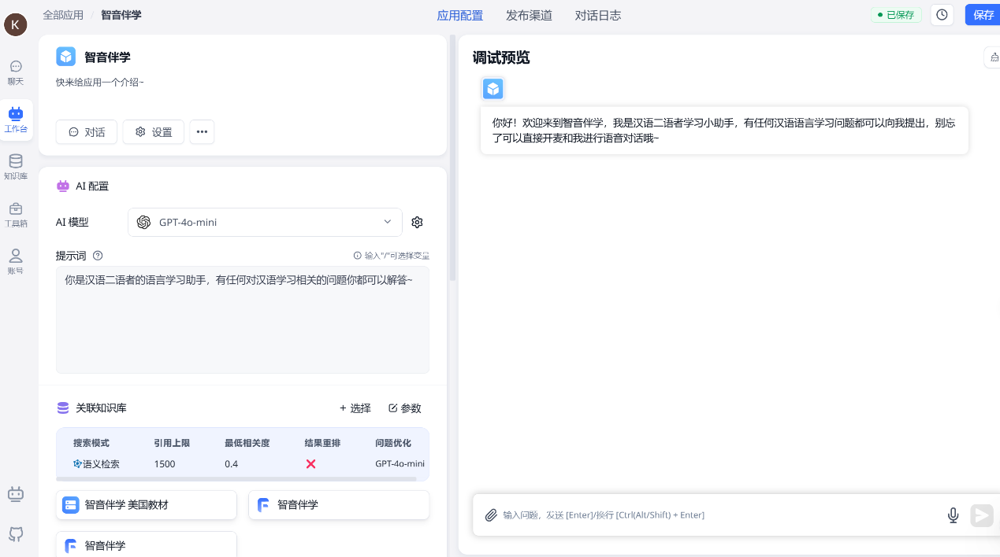 K
全部应用 / 智音伴学
应用配置
发布渠道
对话日志
已保存
保存
聊天
工作台
知识库
工具箱
账号
智音伴学
快来给应用一个介绍~
对话
设置
AI 配置
AI 模型
GPT-4o-mini
提示词
输入"/"可选择变量
你是汉语二语者的语言学习助手，有任何对汉语学习相关的问题你都可以解答~
关联知识库
+ 选择
参数
搜索模式 引用上限 最低相关度 结果重排 问题优化
语义检索 1500 0.4 ❌ GPT-4o-mini
智音伴学 美国教材
智音伴学
智音伴学
调试预览
你好！欢迎来到智音伴学，我是汉语二语者学习小助手，有任何汉语语言学习问题都可以向我提出，别忘
了可以直接开麦和我进行语音对话哦~
输入问题，发送 [Enter]/换行 [Ctrl(Alt/Shift) + Enter]